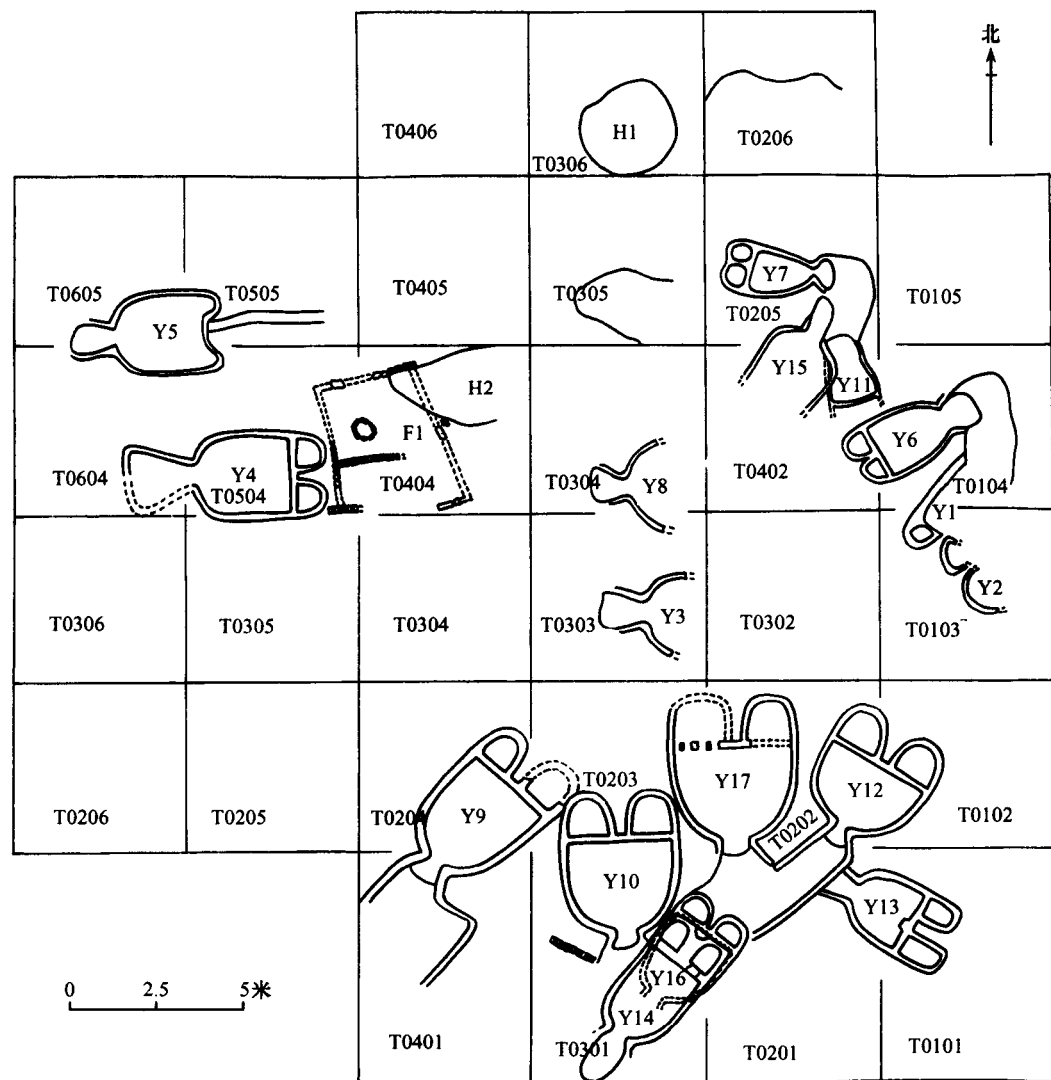 北
T0406
H1
T0306
T0206
T0605
T0505
Y5
T0405
T0305
Y7
T0205
T0105
Y15
Y11
H2
F1
T0604
Y4
T0504
T0404
T0304
Y8
T0402
Y6
T0104
Y1
Y2
T0306
T0305
T0304
T0303
Y3
T0302
T0103
T0206
T0205
T0204
Y9
T0203
Y17
Y12
T0202
T0102
Y10
Y13
Y16
Y14
0 2.5 5米
T0401
T0301
T0201
T0101